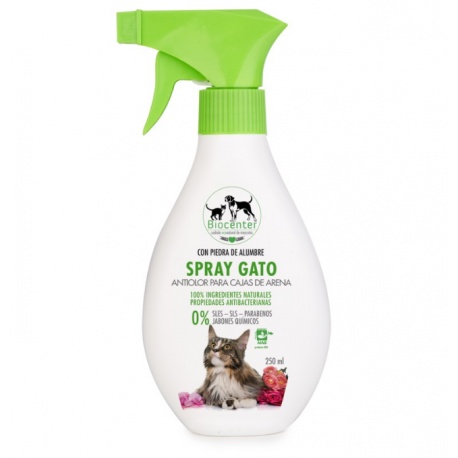 Biocenter
CON PIEDRA DE ALUMBRE
SPRAY GATO
ANTIOLOR PARA CAJAS DE ARENA
100% INGREDIENTES NATURALES
PROPIEDADES ANTIBACTERIANAS
0% SLES – SLS – PARABENOS
JABONES QUÍMICOS
250 ml